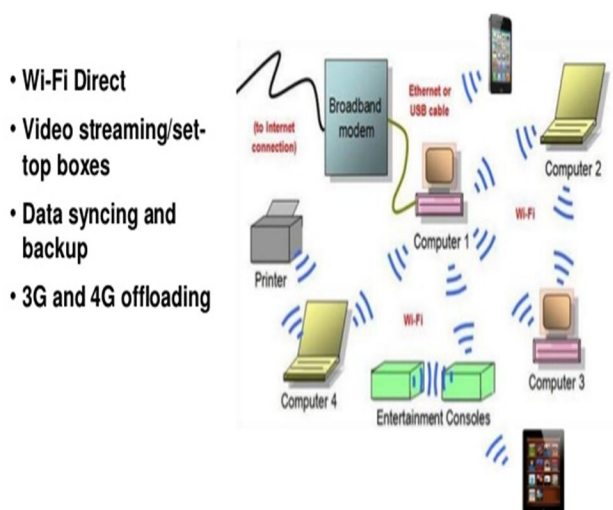 • Wi-Fi Direct
• Video streaming/set-
top boxes
• Data syncing and
backup
• 3G and 4G offloading
Broadband
modem
(to Internet
connection)
Ethernet or
USB cable
Computer 1
Computer 2
Wi-Fi
Printer
Wi-Fi
Computer 4
Entertainment Consoles
Computer 3